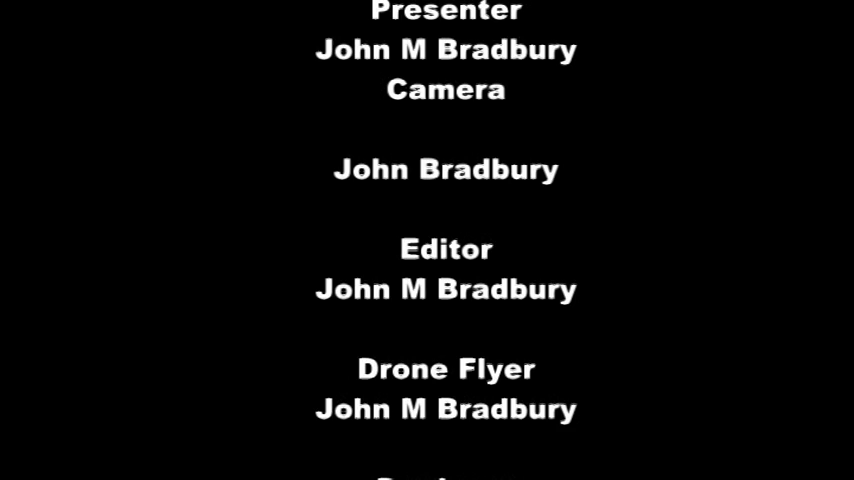 Presenter
John M Bradbury
Camera
John Bradbury
Editor
John M Bradbury
Drone Flyer
John M Bradbury